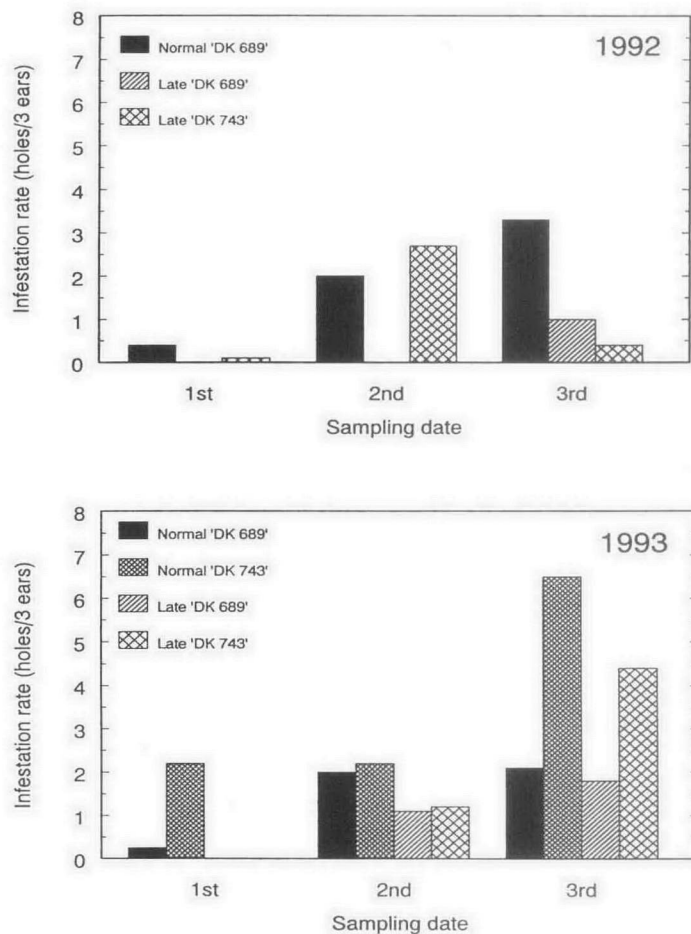 8
7
6
5
4
3
2
1
0
Infestation rate (holes/3 ears)
Normal 'DK 689'
Late 'DK 689'
Late 'DK 743'
1992
1st 2nd 3rd
Sampling date
8
7
6
5
4
3
2
1
0
Infestation rate (holes/3 ears)
Normal 'DK 689'
Normal 'DK 743'
Late 'DK 689'
Late 'DK 743'
1993
1st 2nd 3rd
Sampling date